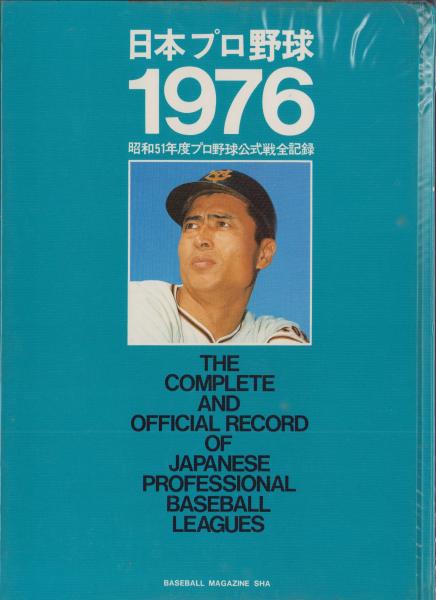 日本プロ野球
1976
昭和51年度プロ野球公式戦全記録
THE
COMPLETE
AND
OFFICIAL RECORD
OF
JAPANESE
PROFESSIONAL
BASEBALL
LEAGUES
BASEBALL MAGAZINE SHA